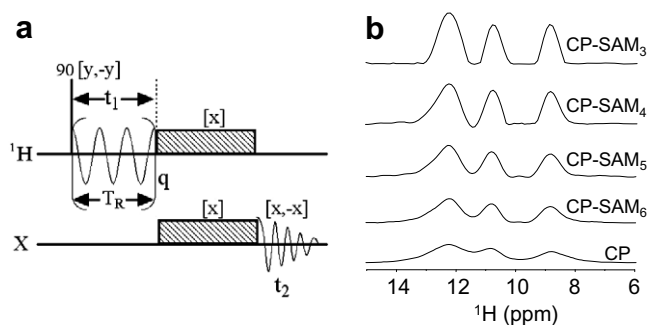 a
90 [y,-y]
t₁
[x]
¹H
q
T_R
[x]
[x,-x]
X
t₂
b
CP-SAM₃
CP-SAM₄
CP-SAM₅
CP-SAM₆
CP
14 12 10 8 6
¹H (ppm)